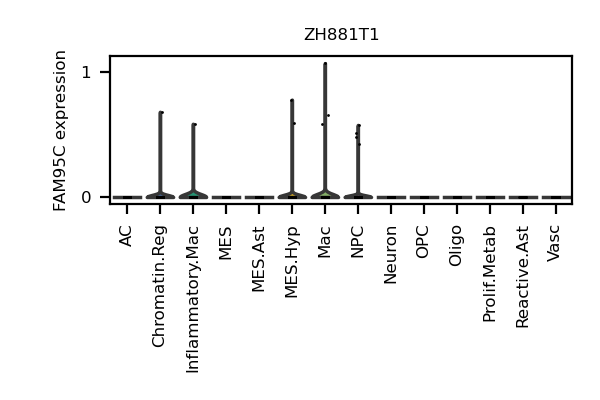 ZH881T1
FAM95C expression
1
0
AC
Chromatin.Reg
Inflammatory.Mac
MES
MES.Ast
MES.Hyp
Mac
NPC
Neuron
OPC
Oligo
Prolif.Metab
Reactive.Ast
Vasc